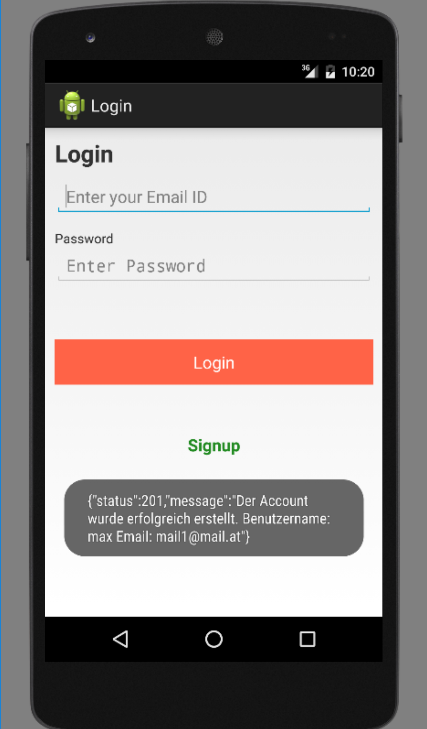 36 10:20
Login
Login
Enter your Email ID
Password
Enter Password
Login
Signup
{"status":201,"message":"Der Account
wurde erfolgreich erstellt. Benutzername:
max Email: mail1@mail.at"}